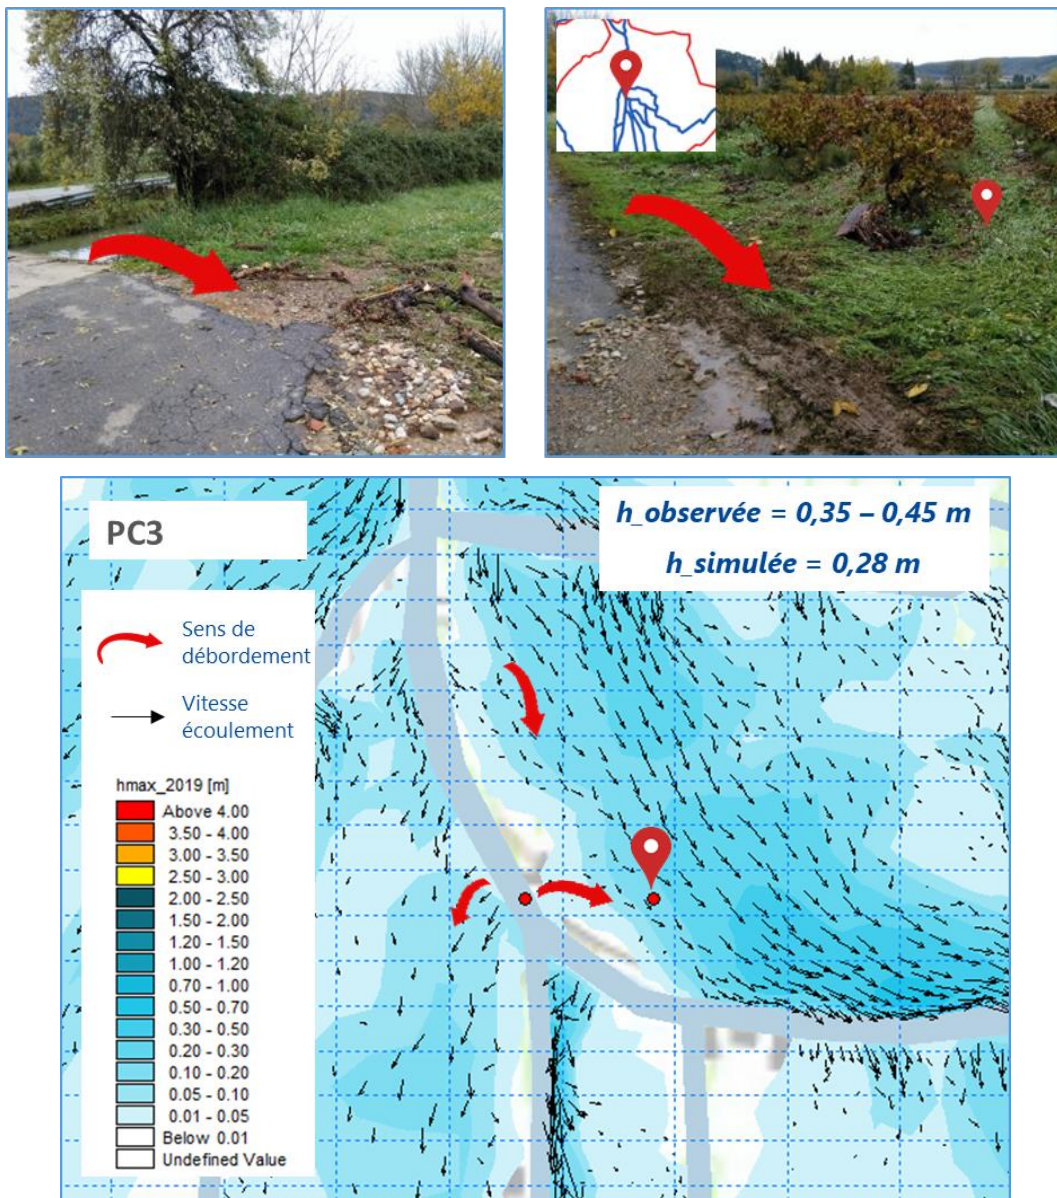 PC3
h_observée = 0,35 – 0,45 m
h_simulée = 0,28 m
Sens de
débordement
Vitesse
écoulement
hmax_2019 [m]
Above 4.00
3.50 - 4.00
3.00 - 3.50
2.50 - 3.00
2.00 - 2.50
1.50 - 2.00
1.20 - 1.50
1.00 - 1.20
0.70 - 1.00
0.50 - 0.70
0.30 - 0.50
0.20 - 0.30
0.10 - 0.20
0.05 - 0.10
0.01 - 0.05
Below 0.01
Undefined Value